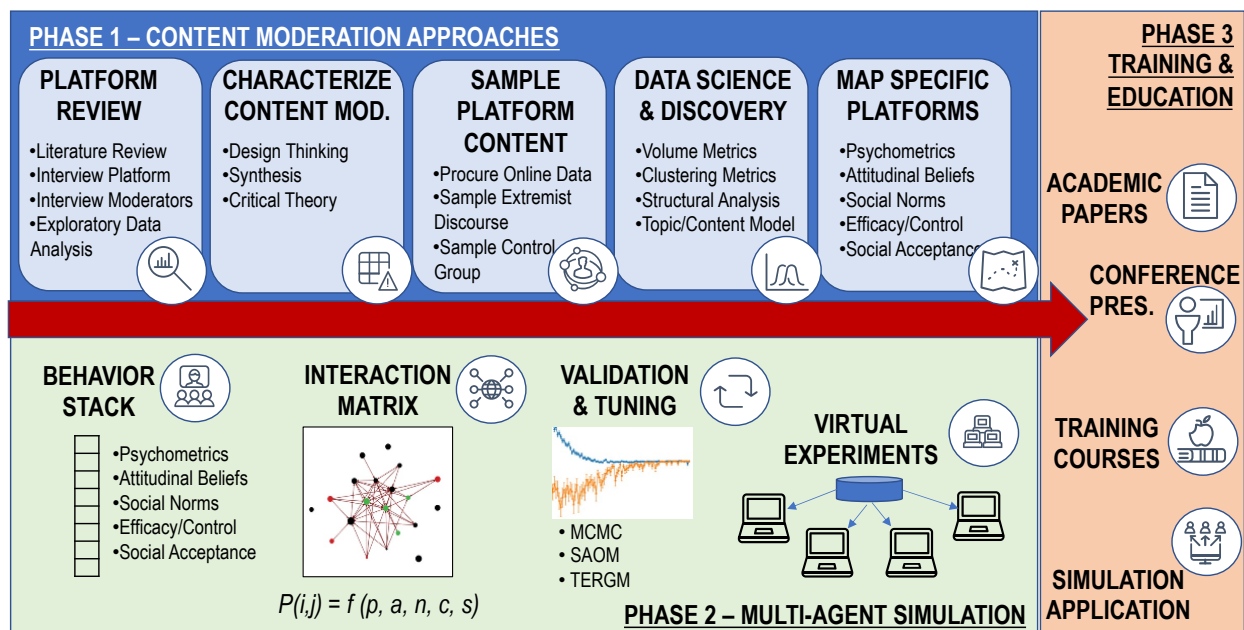 PHASE 1 – CONTENT MODERATION APPROACHES
PLATFORM
REVIEW
•Literature Review
•Interview Platform
•Interview Moderators
•Exploratory Data
Analysis
CHARACTERIZE
CONTENT MOD.
•Design Thinking
•Synthesis
•Critical Theory
SAMPLE
PLATFORM
CONTENT
•Procure Online Data
•Sample Extremist
Discourse
•Sample Control
Group
DATA SCIENCE
& DISCOVERY
•Volume Metrics
•Clustering Metrics
•Structural Analysis
•Topic/Content Model
MAP SPECIFIC
PLATFORMS
•Psychometrics
•Attitudinal Beliefs
•Social Norms
•Efficacy/Control
•Social Acceptance
BEHAVIOR
STACK
•Psychometrics
•Attitudinal Beliefs
•Social Norms
•Efficacy/Control
•Social Acceptance
INTERACTION
MATRIX
P(i,j) = f (p, a, n, c, s)
VALIDATION
& TUNING
• MCMC
• SAOM
• TERGM
VIRTUAL
EXPERIMENTS
PHASE 2 – MULTI-AGENT SIMULATION
PHASE 3
TRAINING &
EDUCATION
ACADEMIC
PAPERS
CONFERENCE
PRES.
TRAINING
COURSES
SIMULATION
APPLICATION